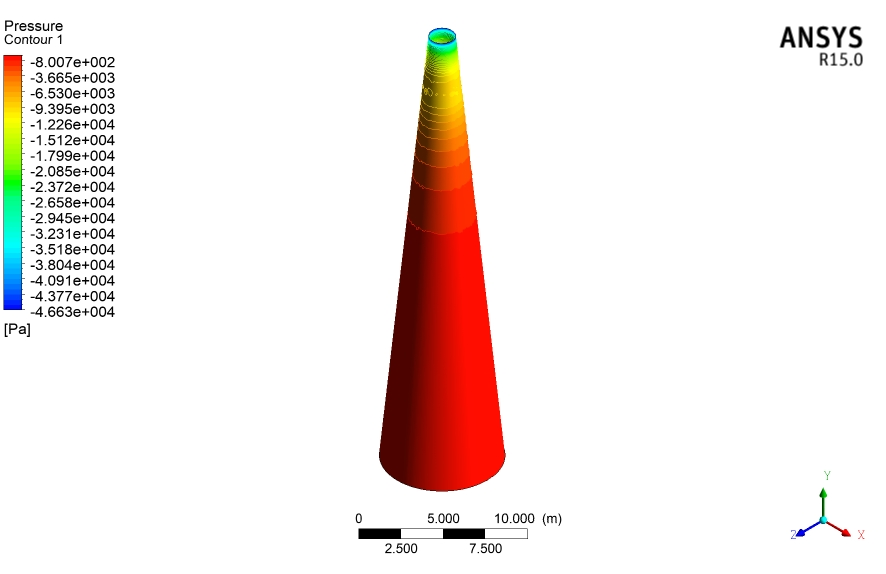 Pressure
Contour 1
-8.007e+002
-3.665e+003
-6.530e+003
-9.395e+003
-1.226e+004
-1.512e+004
-1.799e+004
-2.085e+004
-2.372e+004
-2.658e+004
-2.945e+004
-3.231e+004
-3.518e+004
-3.804e+004
-4.091e+004
-4.377e+004
-4.663e+004
[Pa]
ANSYS
R15.0
0 5.000 10.000 (m)
2.500 7.500
Y
Z X